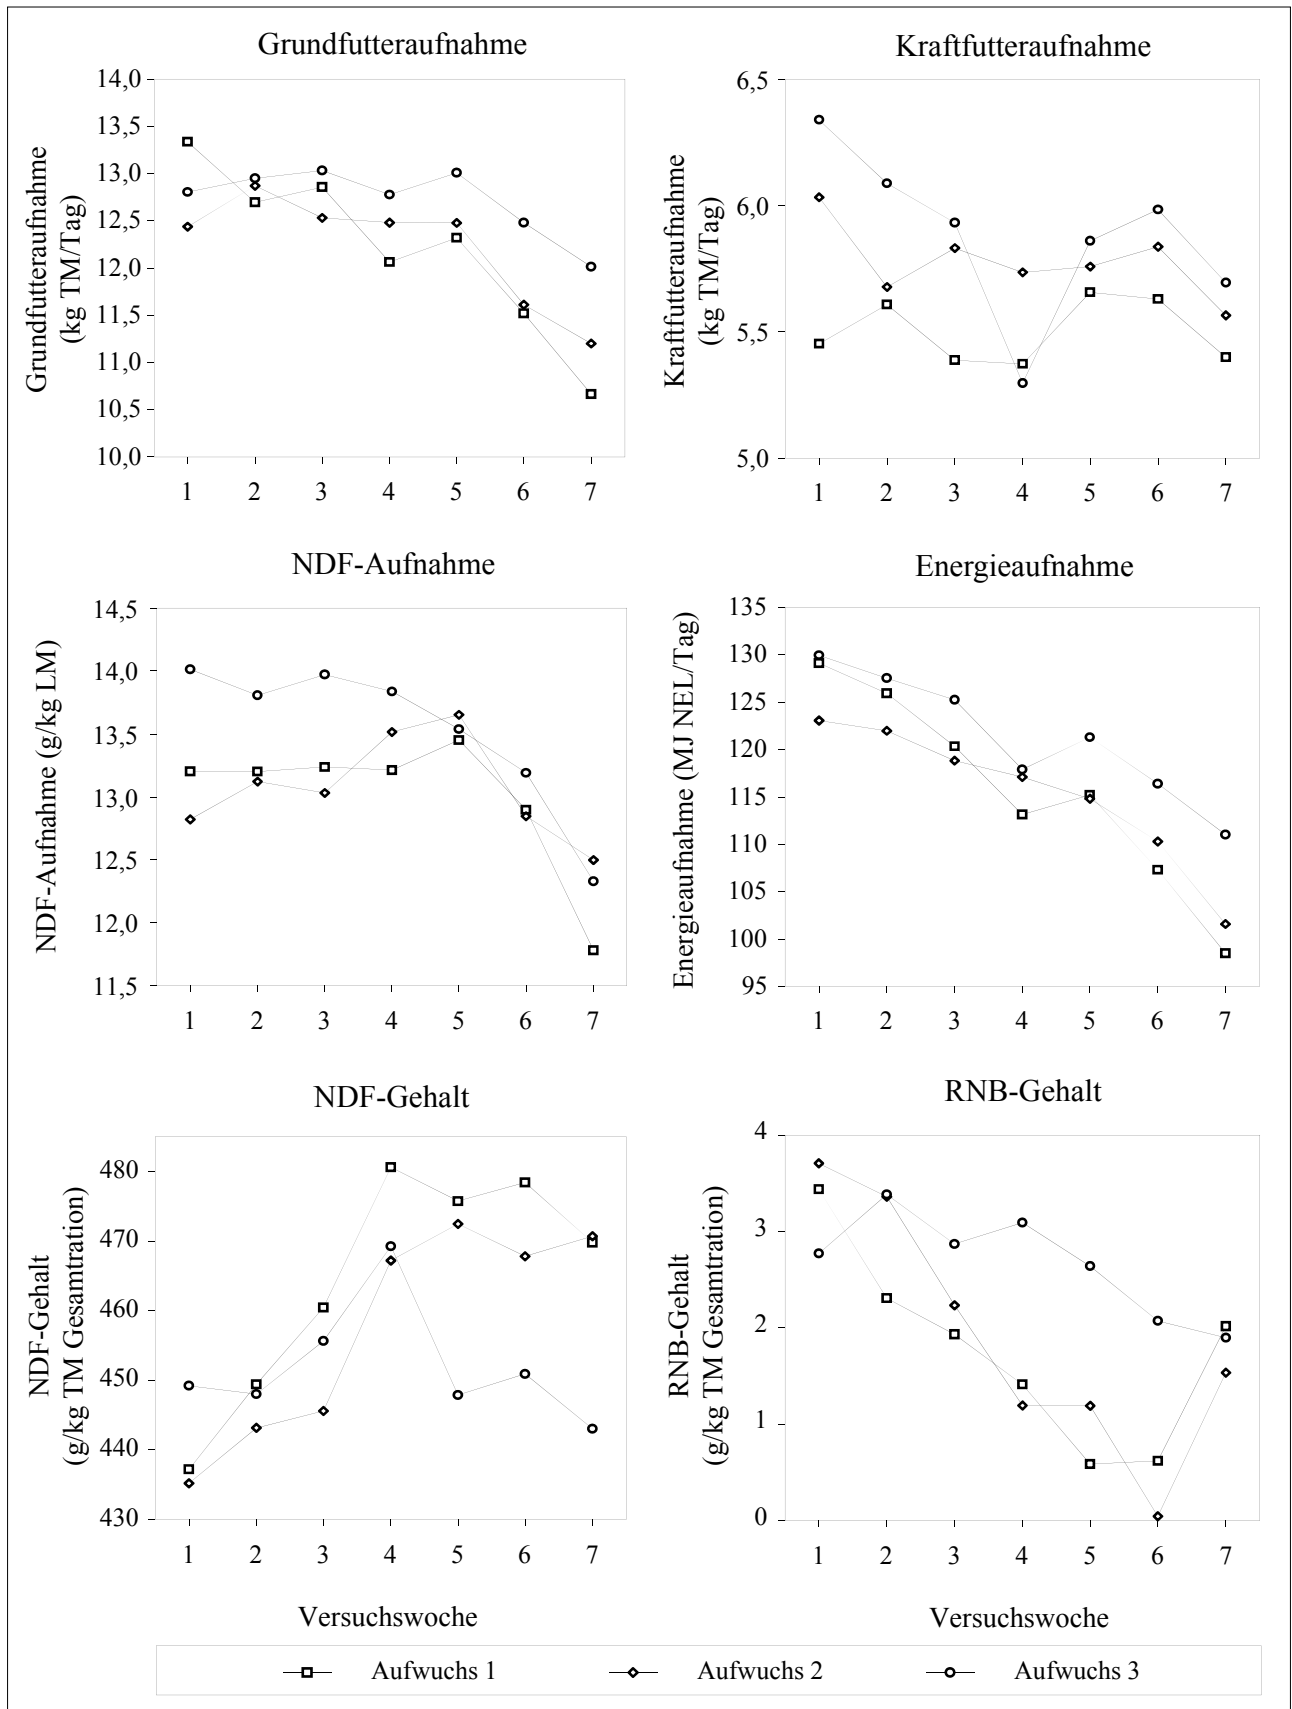 Grundfutteraufnahme
Grundfutteraufnahme
(kg TM/Tag)
14,0
13,5
13,0
12,5
12,0
11,5
11,0
10,5
10,0
1 2 3 4 5 6 7
Kraftfutteraufnahme
Kraftfutteraufnahme
(kg TM/Tag)
6,5
6,0
5,5
5,0
1 2 3 4 5 6 7
NDF-Aufnahme
NDF-Aufnahme (g/kg LM)
14,5
14,0
13,5
13,0
12,5
12,0
11,5
1 2 3 4 5 6 7
Energieaufnahme
Energieaufnahme (MJ NEL/Tag)
135
130
125
120
115
110
105
100
95
1 2 3 4 5 6 7
NDF-Gehalt
NDF-Gehalt
(g/kg TM Gesamtration)
480
470
460
450
440
430
1 2 3 4 5 6 7
Versuchswoche
RNB-Gehalt
RNB-Gehalt
(g/kg TM Gesamtration)
4
3
2
1
0
1 2 3 4 5 6 7
Versuchswoche
Aufwuchs 1 Aufwuchs 2 Aufwuchs 3